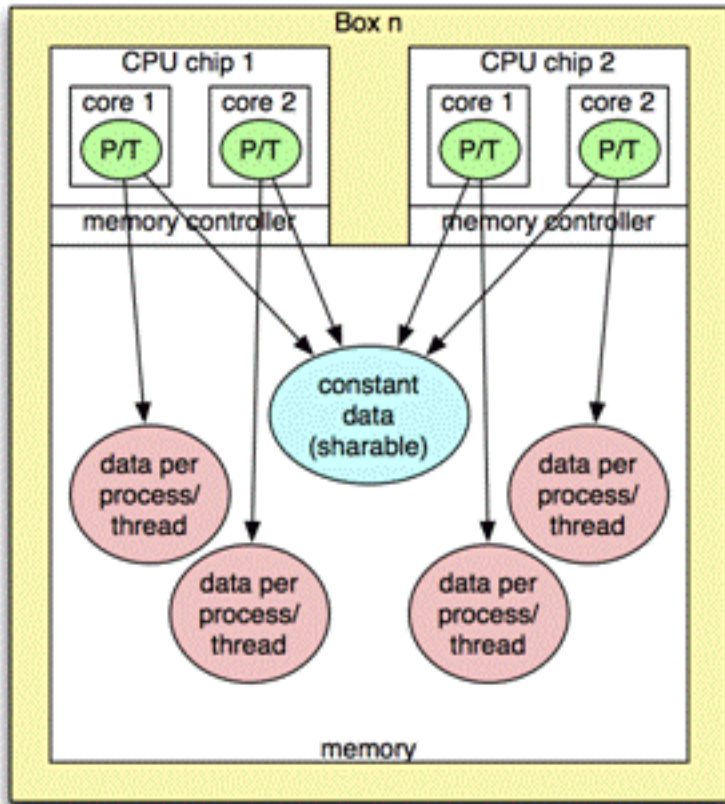 Box n
CPU chip 1
core 1
core 2
P/T
P/T
memory controller
CPU chip 2
core 1
core 2
P/T
P/T
memory controller
constant
data
(sharable)
data per
process/
thread
data per
process/
thread
data per
process/
thread
data per
process/
thread
memory